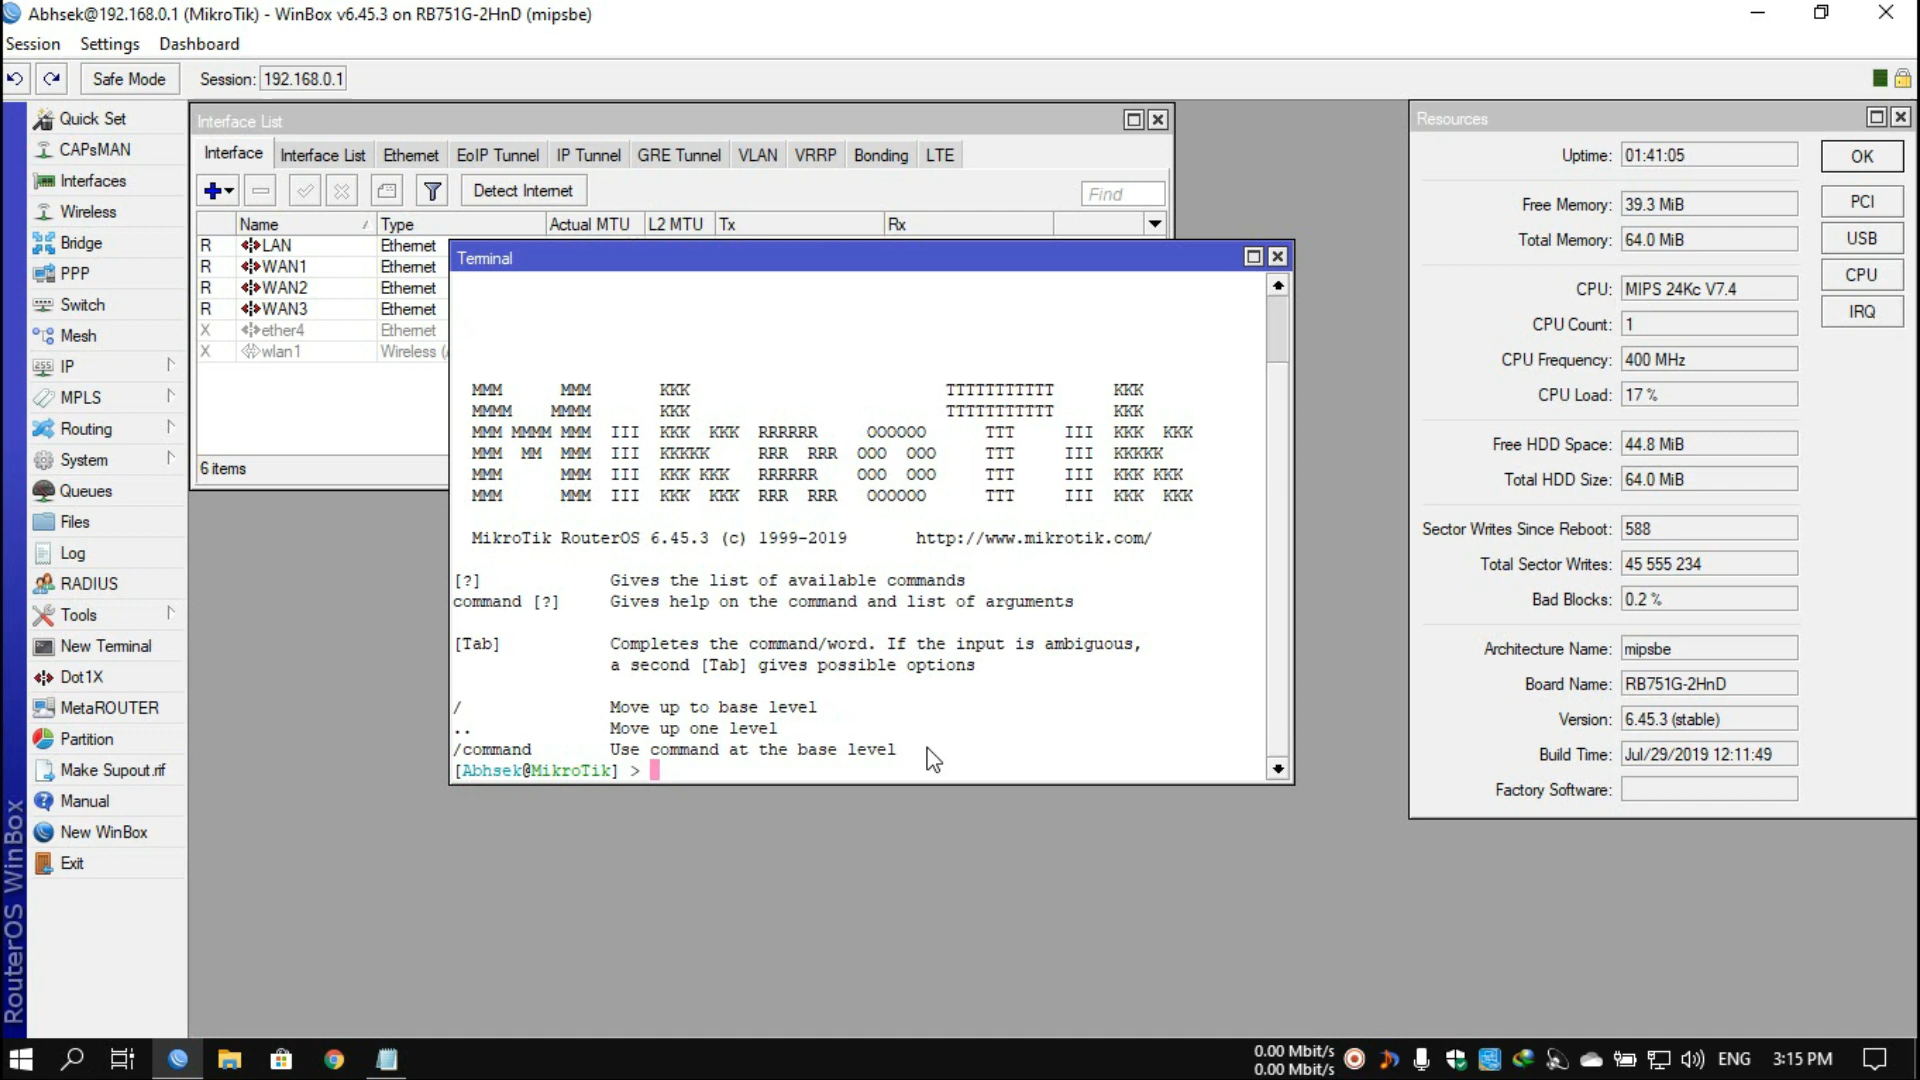 Abhsek@192.168.0.1 (MikroTik) - WinBox v6.45.3 on RB751G-2HnD (mipsbe)
Session Settings Dashboard
Safe Mode Session: 192.168.0.1
Quick Set
CAPsMAN
Interfaces
Wireless
Bridge
PPP
Switch
Mesh
IP
MPLS
Routing
System
Queues
Files
Log
RADIUS
Tools
New Terminal
Dot1X
MetaROUTER
Partition
Make Supout.rif
Manual
New WinBox
Exit
RouterOS WinBox
Interface List
Interface Interface List Ethernet EoIP Tunnel IP Tunnel GRE Tunnel VLAN VRRP Bonding LTE
Detect Internet Find
Name Type Actual MTU L2 MTU Tx Rx
R LAN Ethernet
R WAN1 Ethernet
R WAN2 Ethernet
R WAN3 Ethernet
X ether4 Ethernet
X wlan1 Wireless (
6 items
Terminal
MMM MMM KKK TTTTTTTTTTT KKK
MMMM MMMM KKK TTTTTTTTTTT KKK
MMM MMMM MMM III KKK KKK RRRRRR OOOOOO TTT III KKK KKK
MMM MM MMM III KKKKK RRR RRR OOO OOO TTT III KKKKK
MMM MMM III KKK KKK RRRRRR OOO OOO TTT III KKK KKK
MMM MMM III KKK KKK RRR RRR OOOOOO TTT III KKK KKK
MikroTik RouterOS 6.45.3 (c) 1999-2019 http://www.mikrotik.com/
[?] Gives the list of available commands
command [?] Gives help on the command and list of arguments
[Tab] Completes the command/word. If the input is ambiguous,
a second [Tab] gives possible options
/ Move up to base level
.. Move up one level
/command Use command at the base level
[Abhsek@MikroTik] >
Resources
Uptime: 01:41:05
Free Memory: 39.3 MiB
Total Memory: 64.0 MiB
CPU: MIPS 24Kc V7.4
CPU Count: 1
CPU Frequency: 400 MHz
CPU Load: 17 %
Free HDD Space: 44.8 MiB
Total HDD Size: 64.0 MiB
Sector Writes Since Reboot: 588
Total Sector Writes: 45 555 234
Bad Blocks: 0.2 %
Architecture Name: mipsbe
Board Name: RB751G-2HnD
Version: 6.45.3 (stable)
Build Time: Jul/29/2019 12:11:49
Factory Software:
OK
PCI
USB
CPU
IRQ
0.00 Mbit/s
0.00 Mbit/s
ENG 3:15 PM